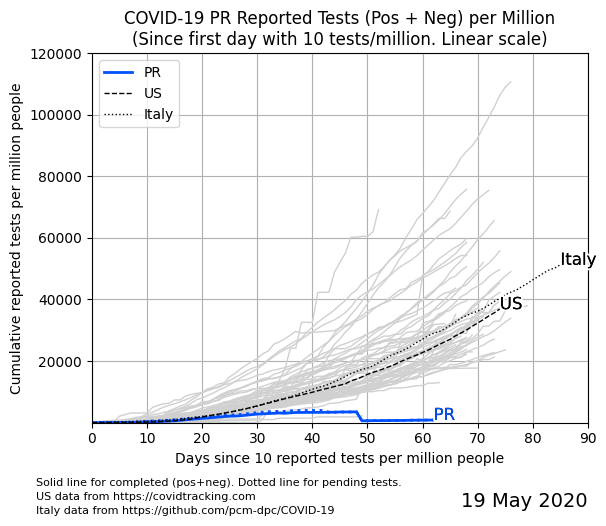 COVID-19 PR Reported Tests (Pos + Neg) per Million
(Since first day with 10 tests/million. Linear scale)
Cumulative reported tests per million people
120000
100000
80000
60000
40000
20000
PR
US
Italy
Italy
US
PR
0 10 20 30 40 50 60 70 80 90
Days since 10 reported tests per million people
Solid line for completed (pos+neg). Dotted line for pending tests.
US data from https://covidtracking.com
Italy data from https://github.com/pcm-dpc/COVID-19
19 May 2020